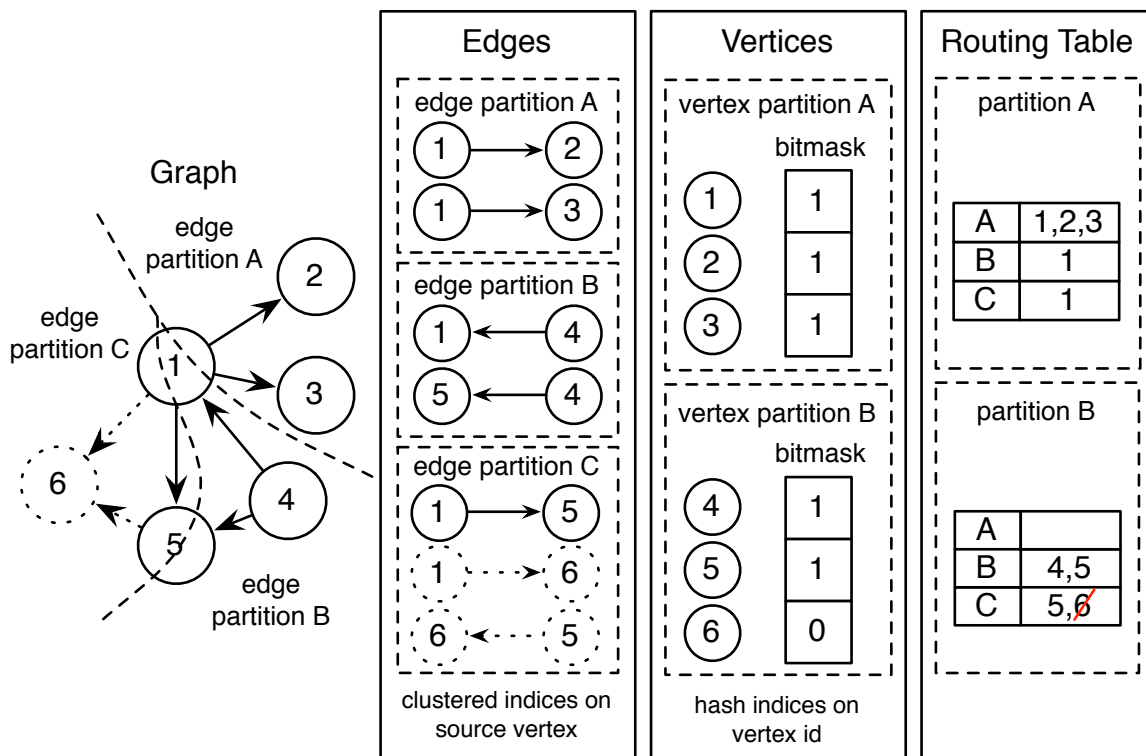 Graph
edge
partition A
edge
partition C
2
1
3
6
4
5
edge
partition B
Edges
edge partition A
1 2
1 3
edge partition B
1 4
5 4
edge partition C
1 5
1 6
6 5
clustered indices on
source vertex
Vertices
vertex partition A
bitmask
1 1
2 1
3 1
vertex partition B
bitmask
4 1
5 1
6 0
hash indices on
vertex id
Routing Table
partition A
A 1,2,3
B 1
C 1
partition B
A
B 4,5
C 5,6